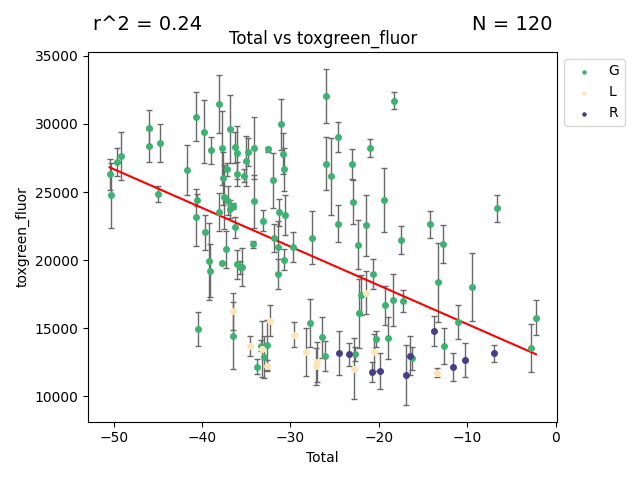 r^2 = 0.24 N = 120
Total vs toxgreen_fluor
35000
30000
25000
20000
15000
10000
toxgreen_fluor
−50 −40 −30 −20 −10 0
Total
G
L
R